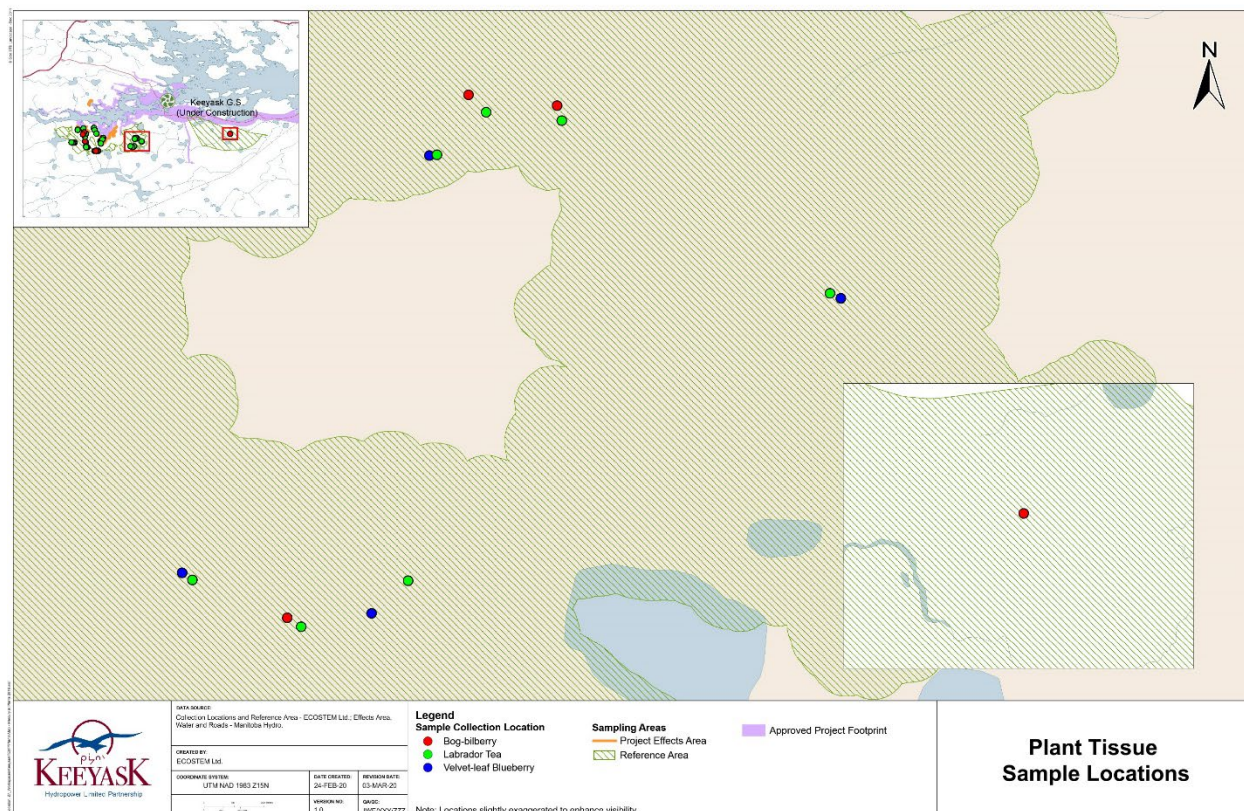 Keeyask G.S.
(Under Construction)
N
ᑭᔮᐢᐠ
KEEYASK
Hydropower Limited Partnership
DATA SOURCE:
Collection Locations and Reference Area - ECOSTEM Ltd.; Effects Area,
Water and Roads - Manitoba Hydro.
CREATED BY:
ECOSTEM Ltd.
COORDINATE SYSTEM:
UTM NAD 1983 Z15N
DATE CREATED:
24-FEB-20
REVISION DATE:
03-MAR-20
VERSION NO:
1.0
QA/QC:
Legend
Sample Collection Location
Bog-bilberry
Labrador Tea
Velvet-leaf Blueberry
Sampling Areas
Project Effects Area
Reference Area
Approved Project Footprint
Note: Locations slightly exaggerated to enhance visibility
Plant Tissue
Sample Locations